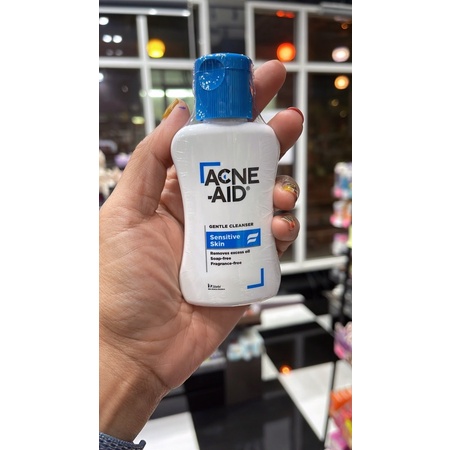 ACNE
-AID®
GENTLE CLEANSER
Sensitive
Skin
Removes excess oil
Soap-free
Fragrance-free